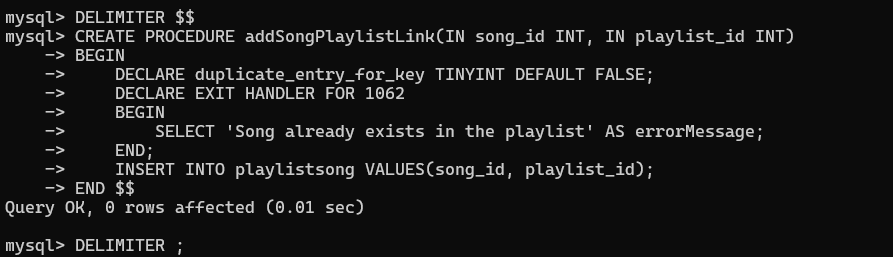 mysql> DELIMITER $$
mysql> CREATE PROCEDURE addSongPlaylistLink(IN song_id INT, IN playlist_id INT)
    -> BEGIN
    ->     DECLARE duplicate_entry_for_key TINYINT DEFAULT FALSE;
    ->     DECLARE EXIT HANDLER FOR 1062
    ->     BEGIN
    ->         SELECT 'Song already exists in the playlist' AS errorMessage;
    ->     END;
    ->     INSERT INTO playlistsong VALUES(song_id, playlist_id);
    -> END $$
Query OK, 0 rows affected (0.01 sec)
mysql> DELIMITER ;